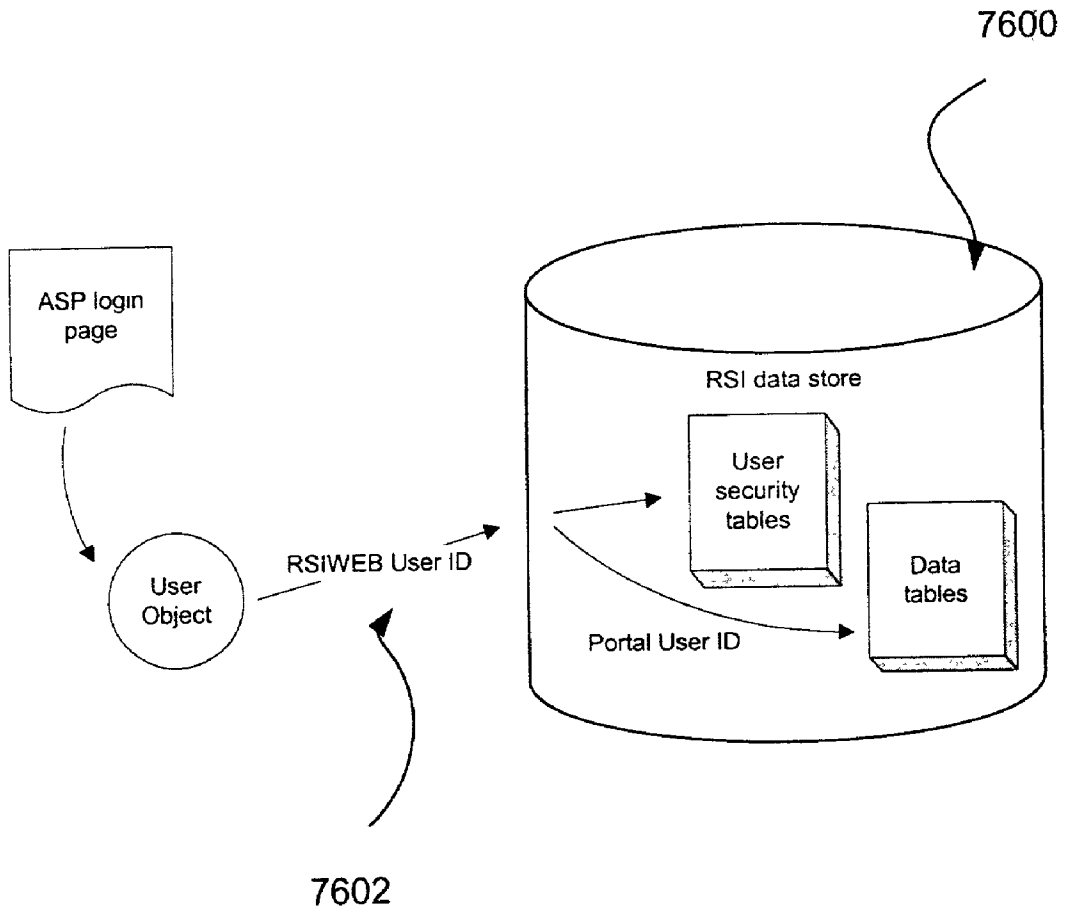 7600
ASP login
page
RSI data store
User
security
tables
RSIWEB User ID
User
Object
Data
tables
Portal User ID
7602